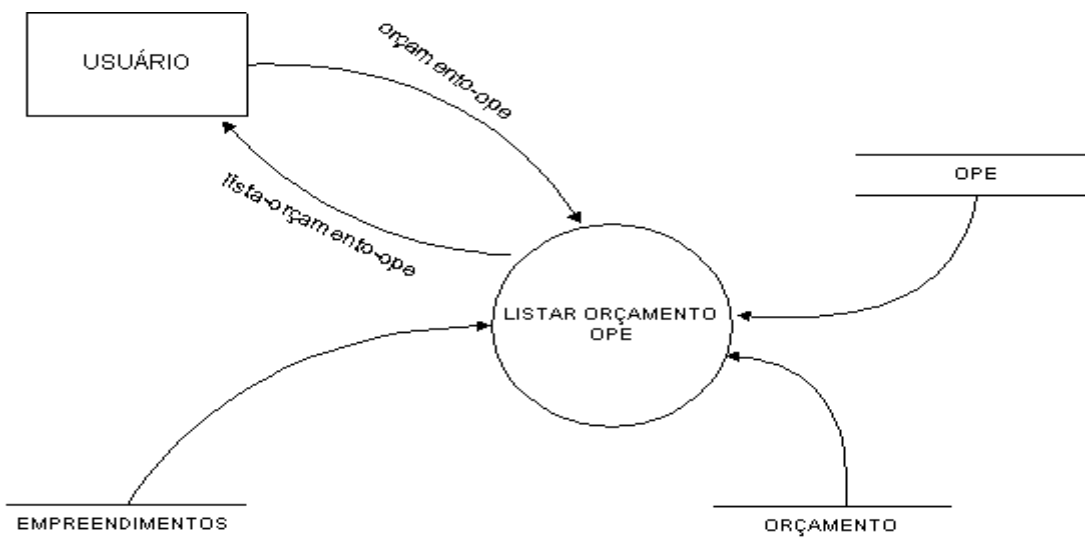 USUÁRIO
orçamento-ope
lista-orçamento-ope
OPE
LISTAR ORÇAMENTO
OPE
EMPREENDIMENTOS
ORÇAMENTO